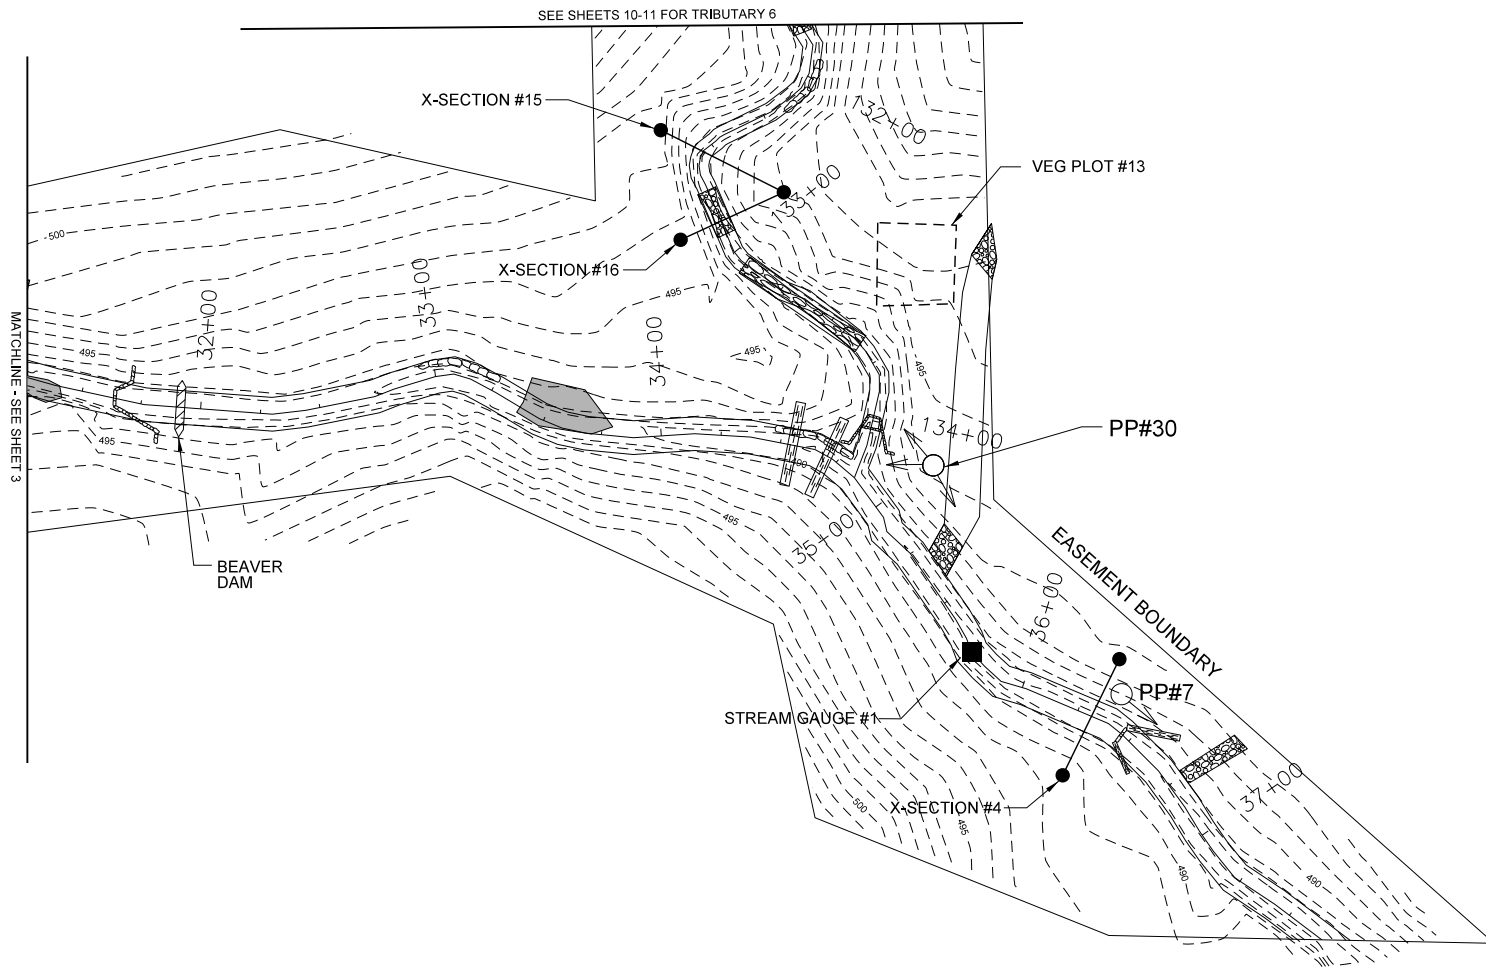 SEE SHEETS 10-11 FOR TRIBUTARY 6
X-SECTION #15
132+00
VEG PLOT #13
133+00
500
X-SECTION #16
495
33+00
32+00
34+00
MATCHLINE - SEE SHEET 3
495
495
495
134+00
PP#30
495
490
495
35+00
EASEMENT BOUNDARY
BEAVER
DAM
36+00
PP#7
STREAM GAUGE #1
37+00
500
X-SECTION #4
495
490
490